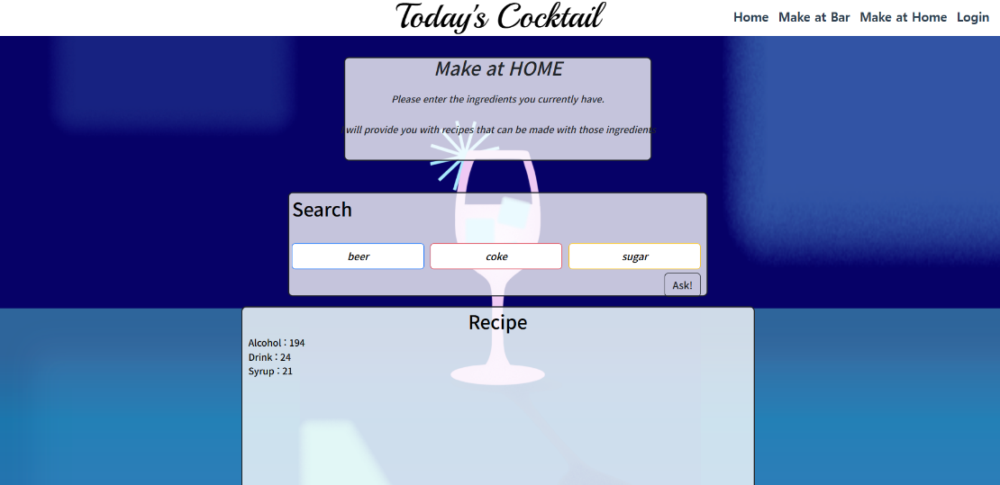 Today's Cocktail
Home Make at Bar Make at Home Login
Make at HOME
Please enter the ingredients you currently have.
will provide you with recipes that can be made with those ingredient
Search
beer coke sugar
Ask!
Recipe
Alcohol : 194
Drink : 24
Syrup : 21